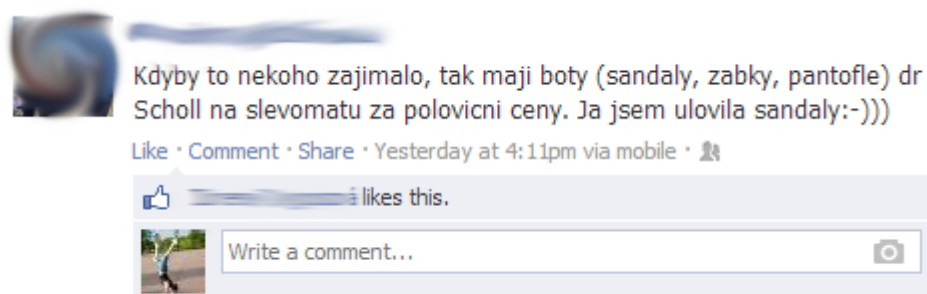 Kdyby to nekoho zajimalo, tak maji boty (sandaly, zabky, pantofle) dr
Scholl na slevomatu za polovicni ceny. Ja jsem ulovila sandaly:-)))
Like · Comment · Share · Yesterday at 4:11pm via mobile ·
likes this.
Write a comment...